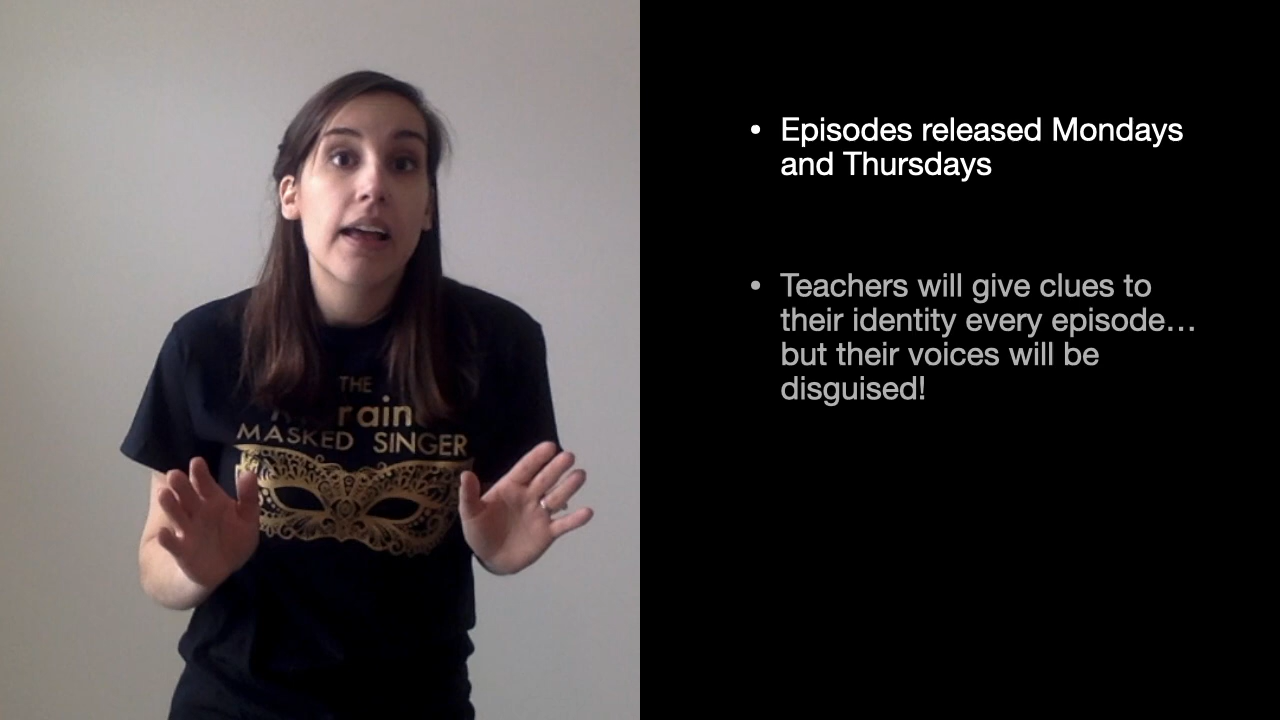 THE
MASKED SINGER
• Episodes released Mondays
and Thursdays
• Teachers will give clues to
their identity every episode…
but their voices will be
disguised!